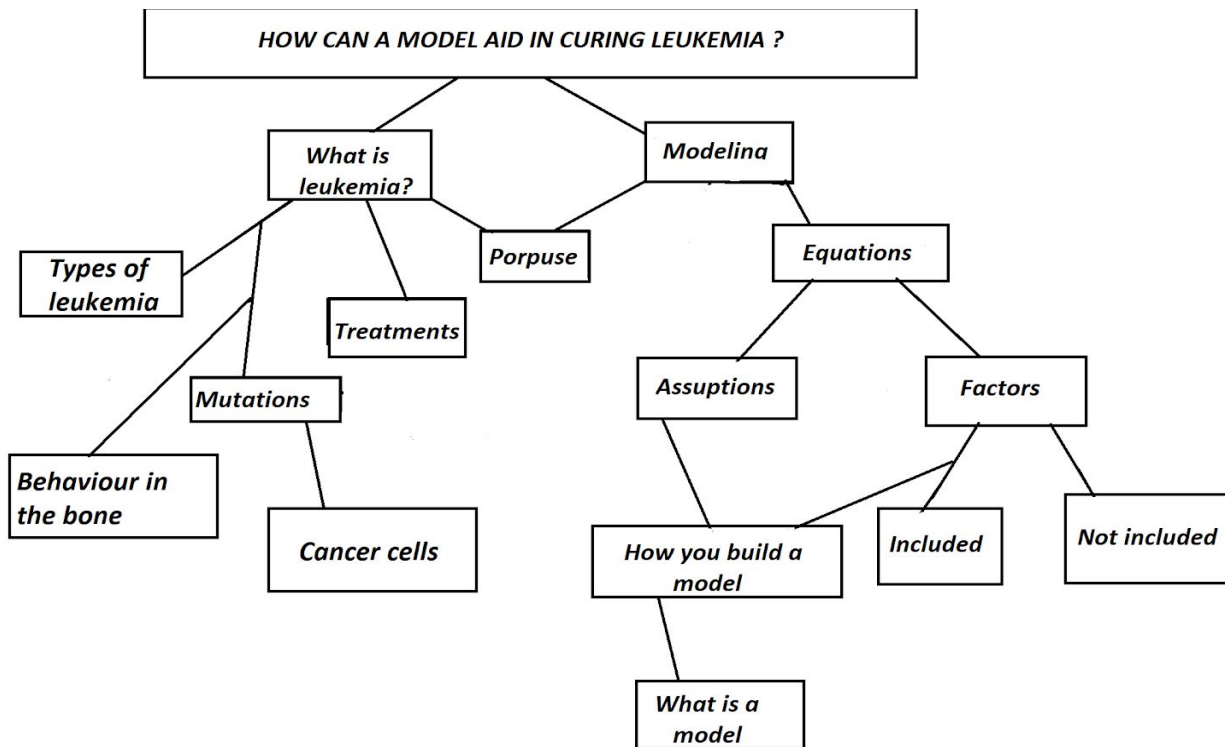 HOW CAN A MODEL AID IN CURING LEUKEMIA ?
What is
leukemia?
Modeling
Porpuse
Equations
Types of
leukemia
Treatments
Mutations
Assuptions
Factors
Behaviour in
the bone
Cancer cells
How you build a
model
Included
Not included
What is a
model